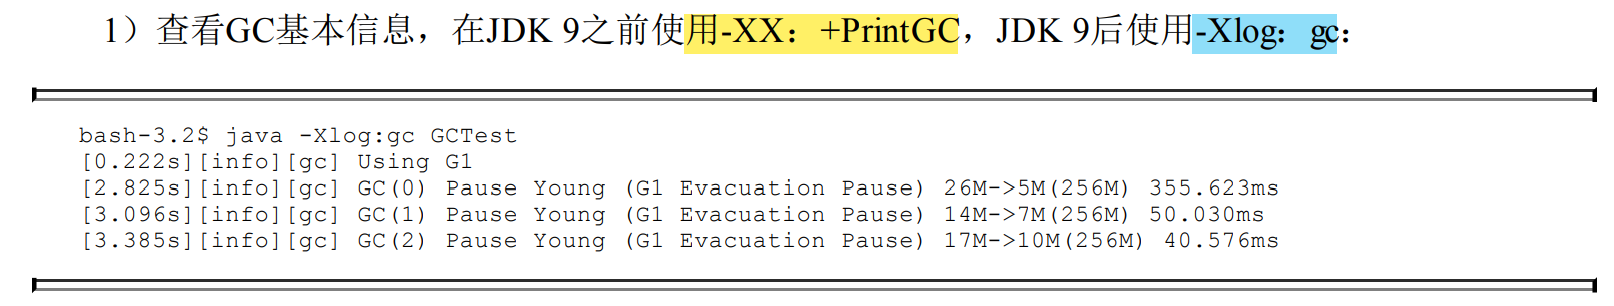 1）查看GC基本信息，在JDK 9之前使用-XX：+PrintGC，JDK 9后使用-Xlog：gc：
bash-3.2$ java -Xlog:gc GCTest
[0.222s][info][gc] Using G1
[2.825s][info][gc] GC(0) Pause Young (G1 Evacuation Pause) 26M->5M(256M) 355.623ms
[3.096s][info][gc] GC(1) Pause Young (G1 Evacuation Pause) 14M->7M(256M) 50.030ms
[3.385s][info][gc] GC(2) Pause Young (G1 Evacuation Pause) 17M->10M(256M) 40.576ms